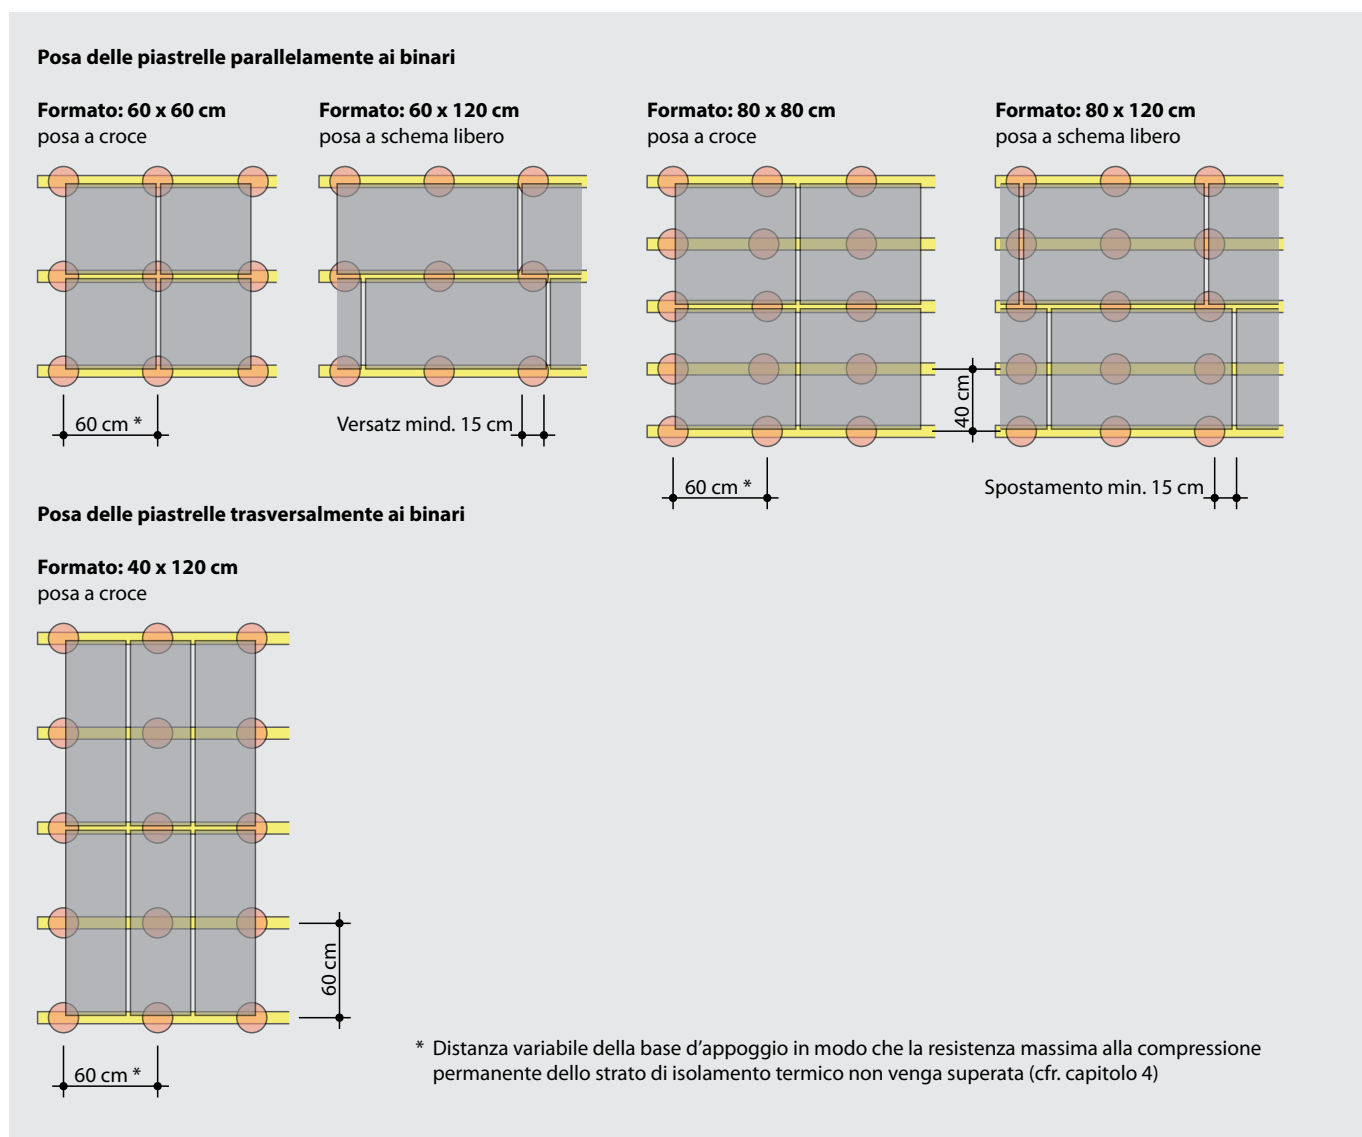 Posa delle piastrelle parallelamente ai binari
Formato: 60 x 60 cm
posa a croce
Formato: 60 x 120 cm
posa a schema libero
Formato: 80 x 80 cm
posa a croce
Formato: 80 x 120 cm
posa a schema libero
60 cm *
Versatz mind. 15 cm
40 cm
60 cm *
Spostamento min. 15 cm
Posa delle piastrelle trasversalmente ai binari
Formato: 40 x 120 cm
posa a croce
60 cm
60 cm *
* Distanza variabile della base d’appoggio in modo che la resistenza massima alla compressione
permanente dello strato di isolamento termico non venga superata (cfr. capitolo 4)